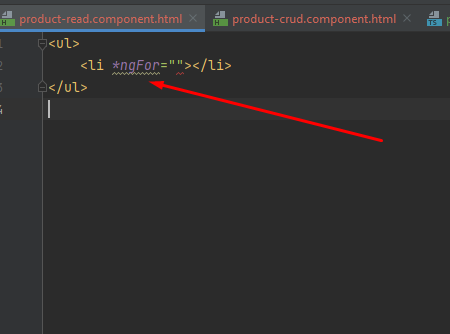 product-read.component.html × product-crud.component.html ×
1 <ul>
2 <li *ngFor=""></li>
3 </ul>
4